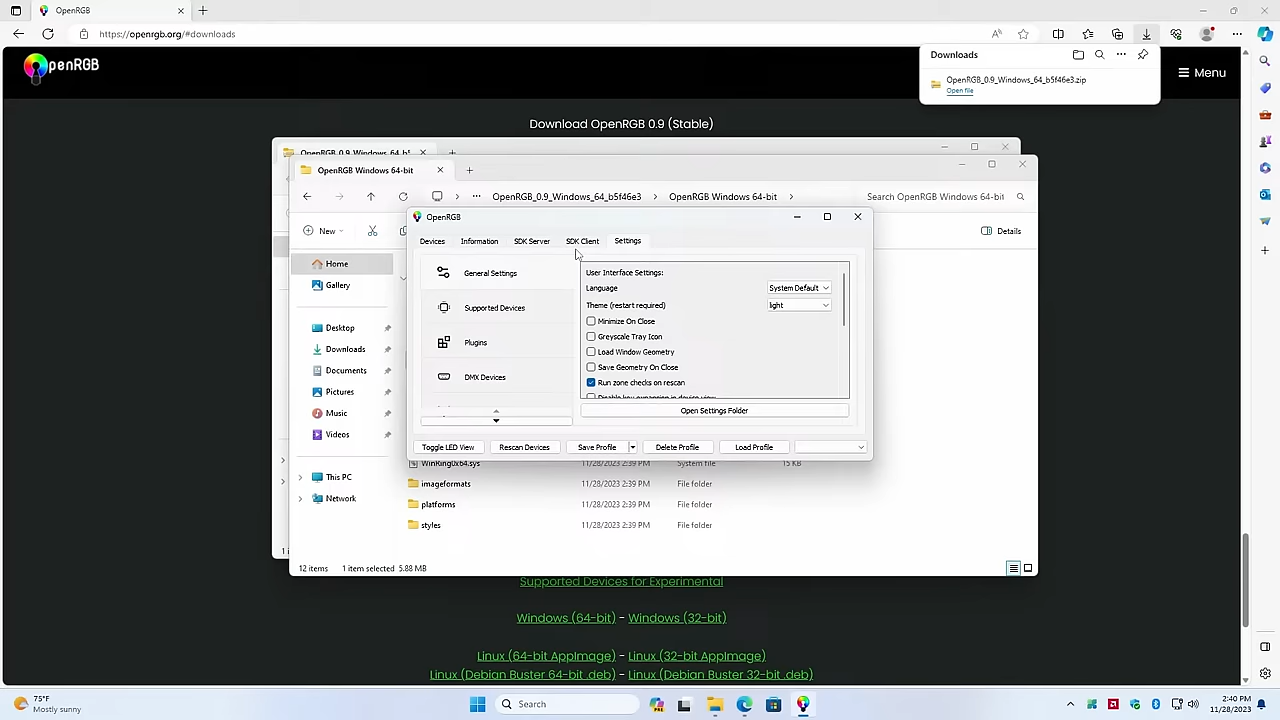 OpenRGB
https://openrgb.org/#downloads
penRGB
Menu
Downloads
OpenRGB_0.9_Windows_64_b5f46e3.zip
Open file
Download OpenRGB 0.9 (Stable)
OpenRGB_0.9_Windows_64_b5
OpenRGB Windows 64-bit
OpenRGB_0.9_Windows_64_b5f46e3 > OpenRGB Windows 64-bit >
Search OpenRGB Windows 64-bit
New
Details
Home
Gallery
Desktop
Downloads
Documents
Pictures
Music
Videos
This PC
Network
OpenRGB
Devices Information SDK Server SDK Client Settings
General Settings
Supported Devices
Plugins
DMX Devices
User Interface Settings:
Language System Default
Theme (restart required) light
Minimize On Close
Greyscale Tray Icon
Load Window Geometry
Save Geometry On Close
Run zone checks on rescan
Disable key expansion in device view
Open Settings Folder
Toggle LED View Rescan Devices Save Profile Delete Profile Load Profile
WinRing0x64.sys 11/28/2023 2:39 PM System file 15 KB
imageformats 11/28/2023 2:39 PM File folder
platforms 11/28/2023 2:39 PM File folder
styles 11/28/2023 2:39 PM File folder
12 items 1 item selected 5.88 MB
Supported Devices for Experimental
Windows (64-bit) - Windows (32-bit)
Linux (64-bit AppImage) - Linux (32-bit AppImage)
Linux (Debian Buster 64-bit .deb) - Linux (Debian Buster 32-bit .deb)
75°F
Mostly sunny
Search
2:40 PM
11/28/2023